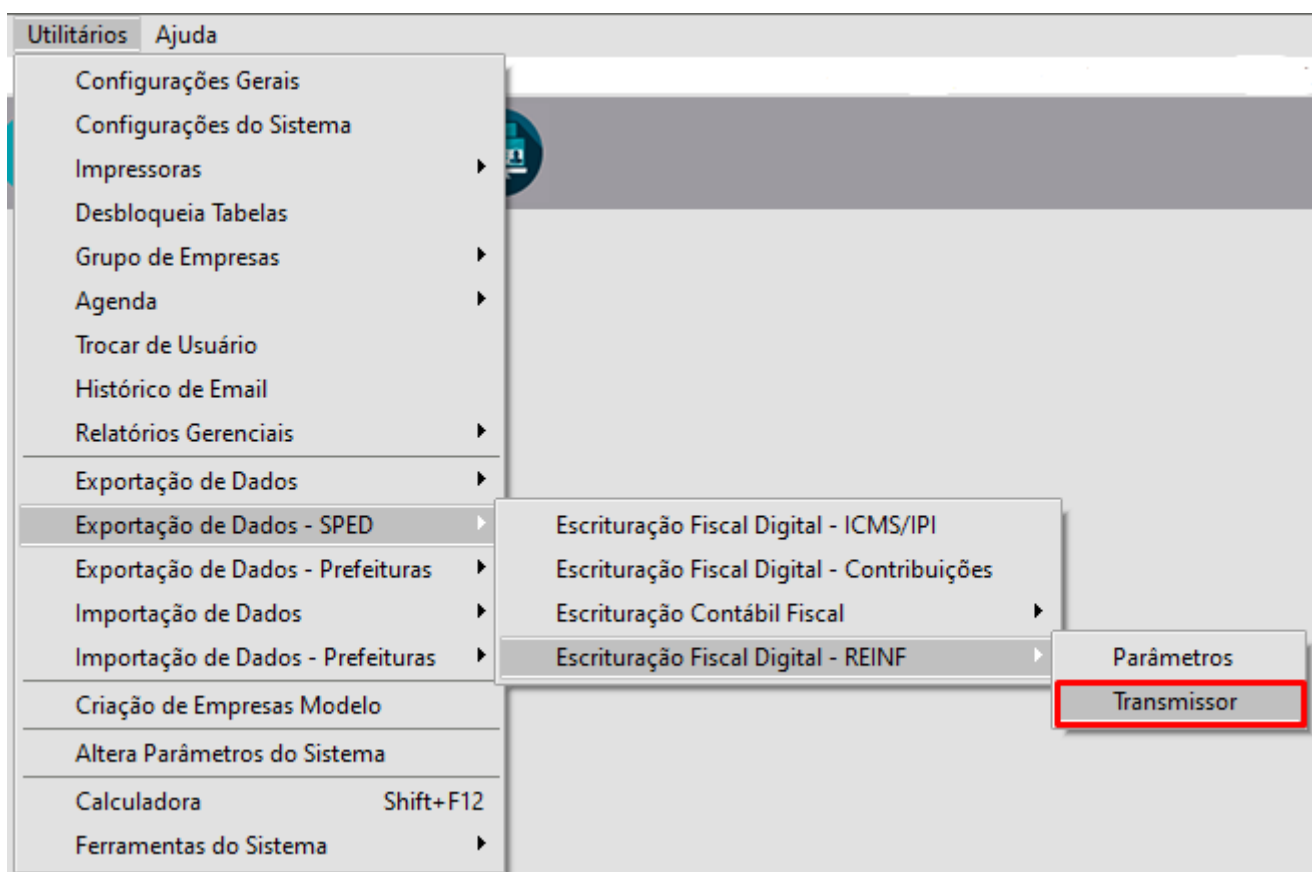 Utilitários Ajuda
Configurações Gerais
Configurações do Sistema
Impressoras
Desbloqueia Tabelas
Grupo de Empresas
Agenda
Trocar de Usuário
Histórico de Email
Relatórios Gerenciais
Exportação de Dados
Exportação de Dados - SPED
Exportação de Dados - Prefeituras
Importação de Dados
Importação de Dados - Prefeituras
Criação de Empresas Modelo
Altera Parâmetros do Sistema
Calculadora Shift+F12
Ferramentas do Sistema
Escrituração Fiscal Digital - ICMS/IPI
Escrituração Fiscal Digital - Contribuições
Escrituração Contábil Fiscal
Escrituração Fiscal Digital - REINF
Parâmetros
Transmissor